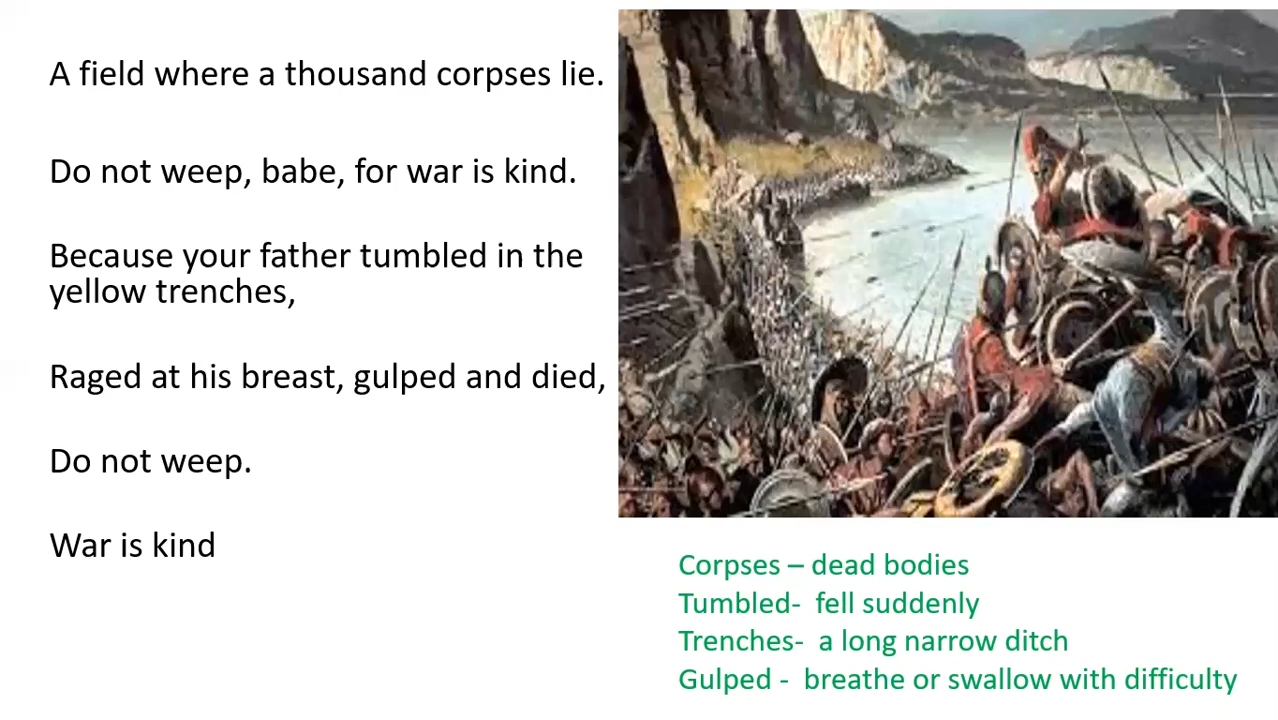 A field where a thousand corpses lie.
Do not weep, babe, for war is kind.
Because your father tumbled in the
yellow trenches,
Raged at his breast, gulped and died,
Do not weep.
War is kind
Corpses – dead bodies
Tumbled-  fell suddenly
Trenches-  a long narrow ditch
Gulped -  breathe or swallow with difficulty